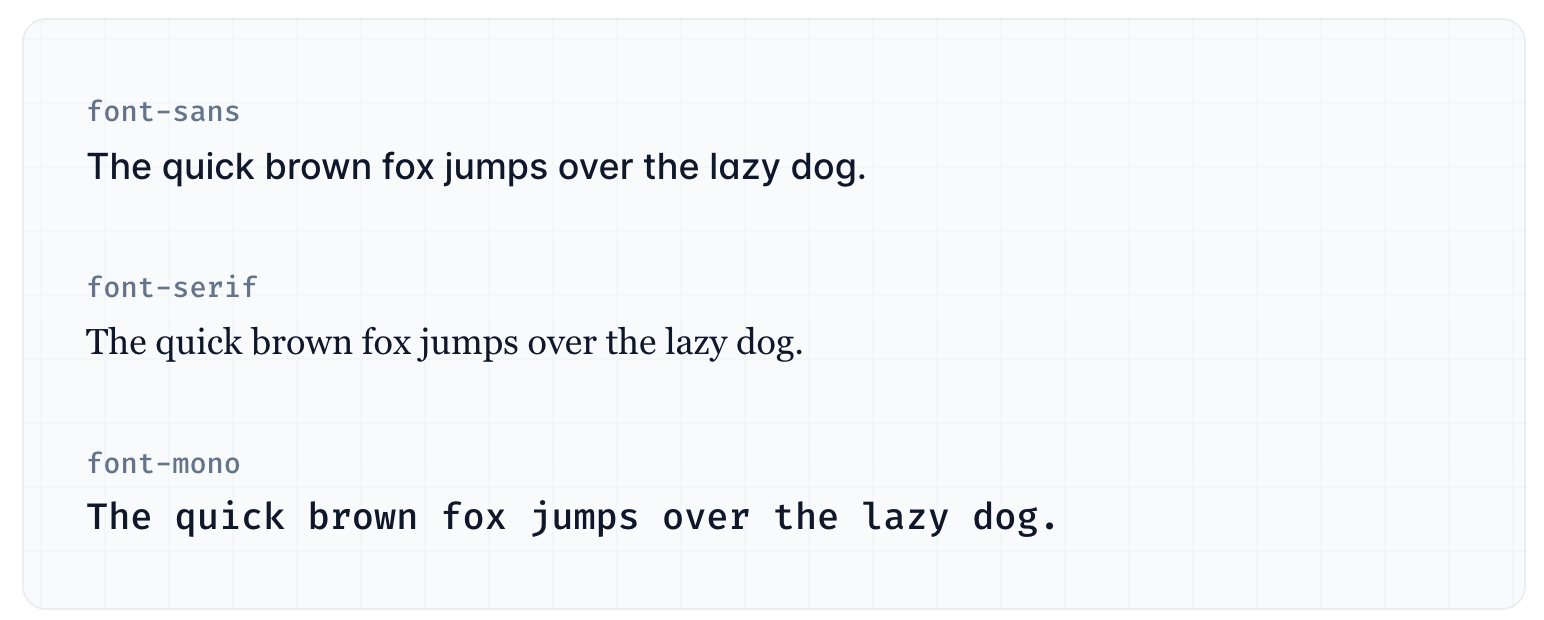 font-sans
The quick brown fox jumps over the lazy dog.
font-serif
The quick brown fox jumps over the lazy dog.
font-mono
The quick brown fox jumps over the lazy dog.